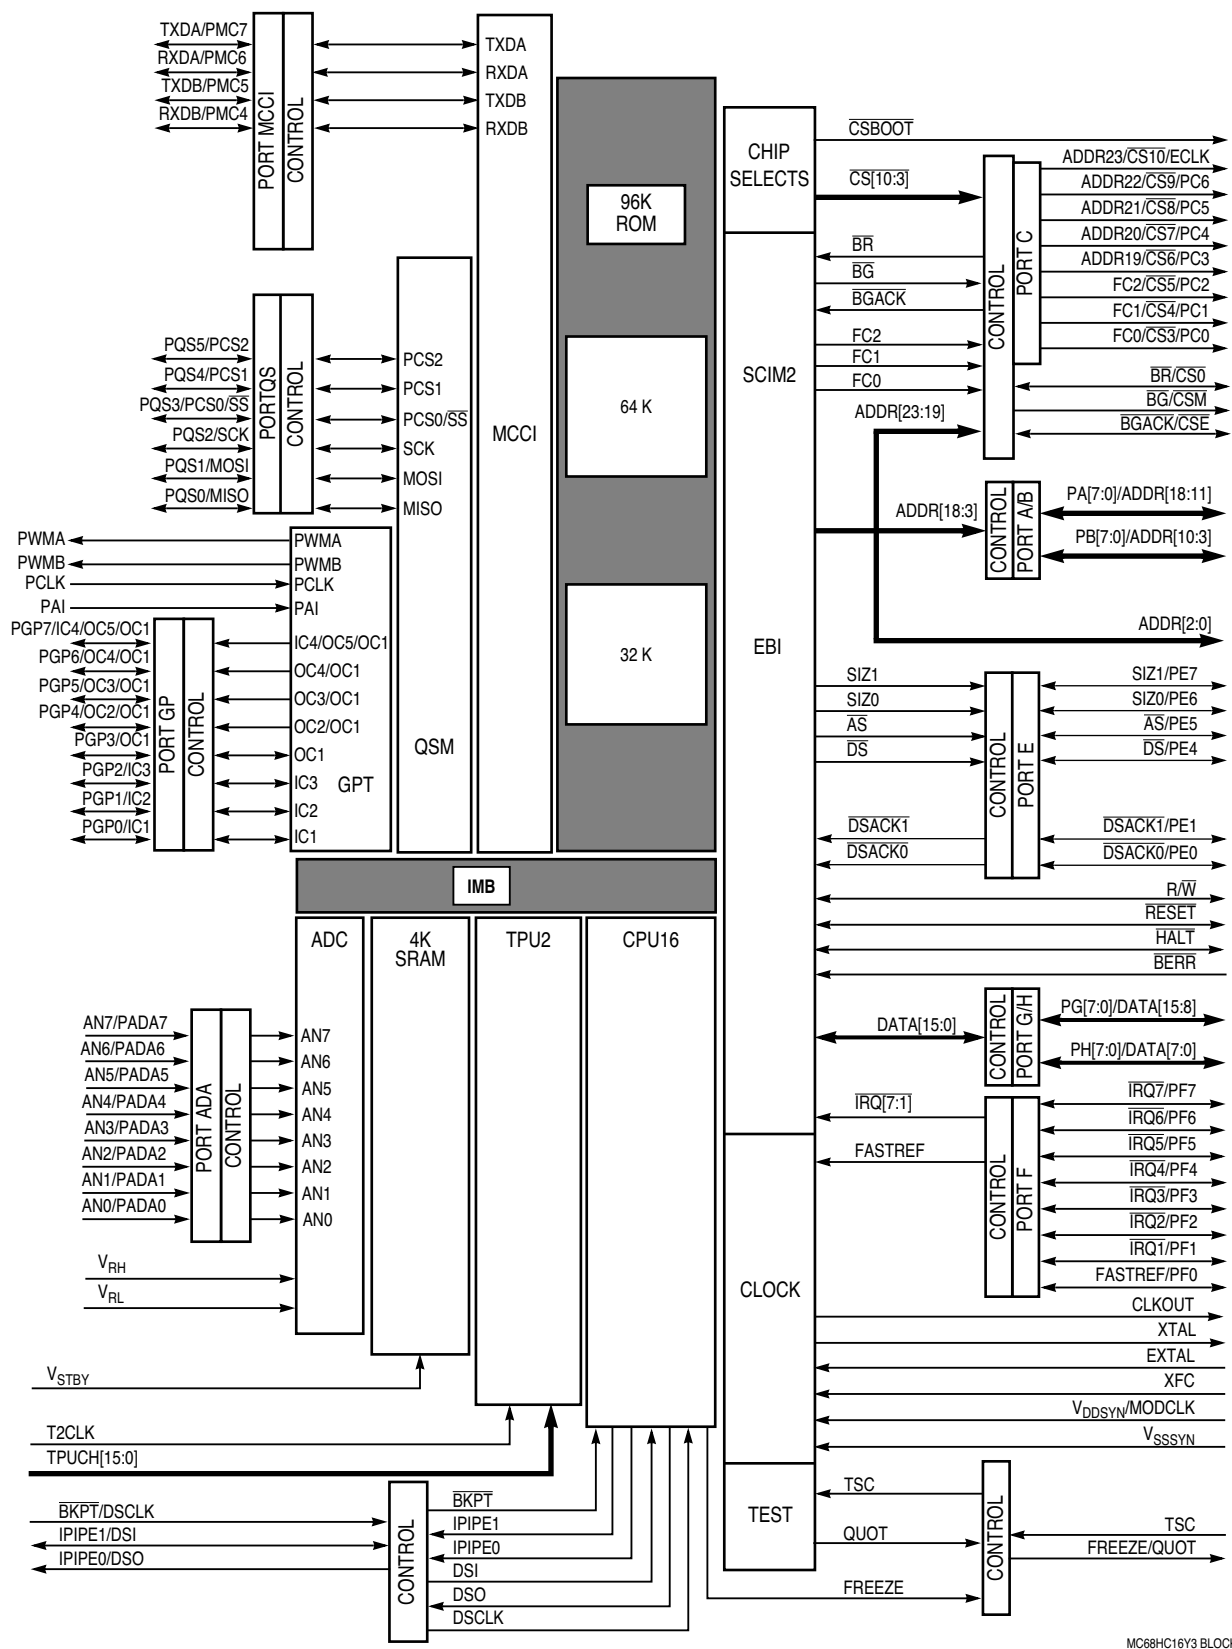 TXDA/PMC7
RXDA/PMC6
TXDB/PMC5
RXDB/PMC4
PORT MCCI
CONTROL
TXDA
RXDA
TXDB
RXDB
MCCI
96K
ROM
64 K
32 K
PQS5/PCS2
PQS4/PCS1
PQS3/PCS0/SS
PQS2/SCK
PQS1/MOSI
PQS0/MISO
PORTQS
CONTROL
PCS2
PCS1
PCS0/SS
SCK
MOSI
MISO
QSM
PWMA
PWMB
PCLK
PAI
PWMA
PWMB
PCLK
PAI
PGP7/IC4/OC5/OC1
PGP6/OC4/OC1
PGP5/OC3/OC1
PGP4/OC2/OC1
PGP3/OC1
PGP2/IC3
PGP1/IC2
PGP0/IC1
PORT GP
CONTROL
IC4/OC5/OC1
OC4/OC1
OC3/OC1
OC2/OC1
OC1
IC3
IC2
IC1
GPT
IMB
CHIP
SELECTS
CSBOOT
CS[10:3]
BR
BG
BGACK
FC2
FC1
FC0
ADDR[23:19]
SCIM2
CONTROL
PORT C
ADDR23/CS10/ECLK
ADDR22/CS9/PC6
ADDR21/CS8/PC5
ADDR20/CS7/PC4
ADDR19/CS6/PC3
FC2/CS5/PC2
FC1/CS4/PC1
FC0/CS3/PC0
BR/CS0
BG/CSM
BGACK/CSE
ADDR[18:3]
CONTROL
PORT A/B
PA[7:0]/ADDR[18:11]
PB[7:0]/ADDR[10:3]
ADDR[2:0]
EBI
SIZ1
SIZ0
AS
DS
DSACK1
DSACK0
CONTROL
PORT E
SIZ1/PE7
SIZ0/PE6
AS/PE5
DS/PE4
DSACK1/PE1
DSACK0/PE0
R/W
RESET
HALT
BERR
DATA[15:0]
CONTROL
PORT G/H
PG[7:0]/DATA[15:8]
PH[7:0]/DATA[7:0]
IRQ[7:1]
FASTREF
CONTROL
PORT F
IRQ7/PF7
IRQ6/PF6
IRQ5/PF5
IRQ4/PF4
IRQ3/PF3
IRQ2/PF2
IRQ1/PF1
FASTREF/PF0
CLOCK
CLKOUT
XTAL
EXTAL
XFC
VDDSYN/MODCLK
VSSSYN
TEST
TSC
QUOT
FREEZE
CONTROL
TSC
FREEZE/QUOT
ADC
4K
SRAM
TPU2
CPU16
AN7/PADA7
AN6/PADA6
AN5/PADA5
AN4/PADA4
AN3/PADA3
AN2/PADA2
AN1/PADA1
AN0/PADA0
PORT ADA
CONTROL
AN7
AN6
AN5
AN4
AN3
AN2
AN1
AN0
VRH
VRL
VSTBY
T2CLK
TPUCH[15:0]
BKPT/DSCLK
IPIPE1/DSI
IPIPE0/DSO
CONTROL
BKPT
IPIPE1
IPIPE0
DSI
DSO
DSCLK
MC68HC16Y3 BLOC